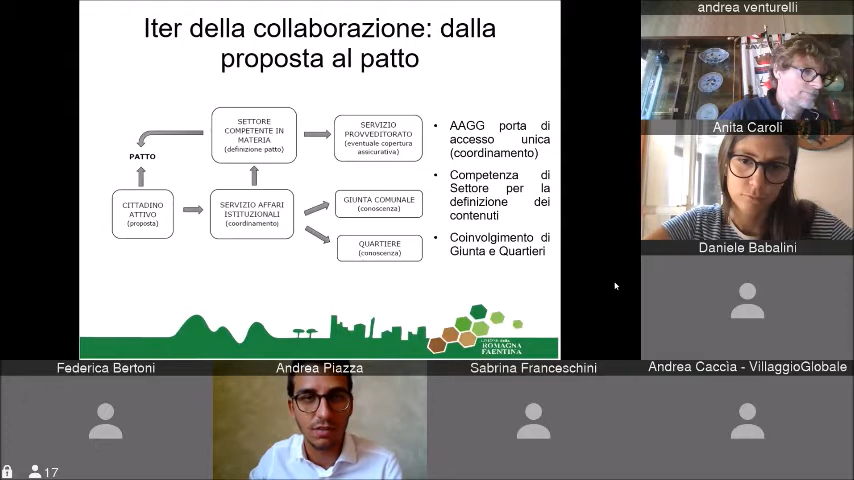 Iter della collaborazione: dalla
proposta al patto
SETTORE
COMPETENTE IN
MATERIA
(definizione patto)
SERVIZIO
PROVVEDITORATO
(eventuale copertura
assicurativa)
PATTO
CITTADINO
ATTIVO
(proposta)
SERVIZIO AFFARI
ISTITUZIONALI
(coordinamento)
GIUNTA COMUNALE
(conoscenza)
QUARTIERE
(conoscenza)
• AAGG porta di
accesso unica
(coordinamento)
• Competenza di
Settore per la
definizione dei
contenuti
• Coinvolgimento di
Giunta e Quartieri
ROMAGNA
FAENTINA
andrea venturelli
Anita Caroli
Daniele Babalini
Federica Bertoni
Andrea Piazza
Sabrina Franceschini
Andrea Caccìa - VillaggioGlobale
17